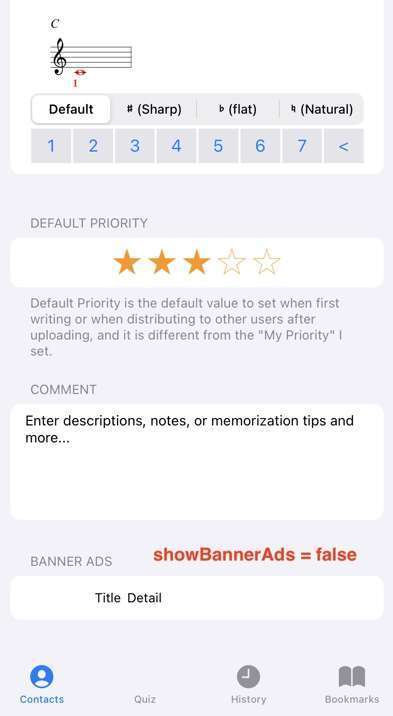 C
1
Default
♯ (Sharp)
♭ (flat)
♮ (Natural)
1 2 3 4 5 6 7 <
DEFAULT PRIORITY
Default Priority is the default value to set when first
writing or when distributing to other users after
uploading, and it is different from the "My Priority" I
set.
COMMENT
Enter descriptions, notes, or memorization tips and
more...
BANNER ADS
showBannerAds = false
Title Detail
Contacts
Quiz
History
Bookmarks